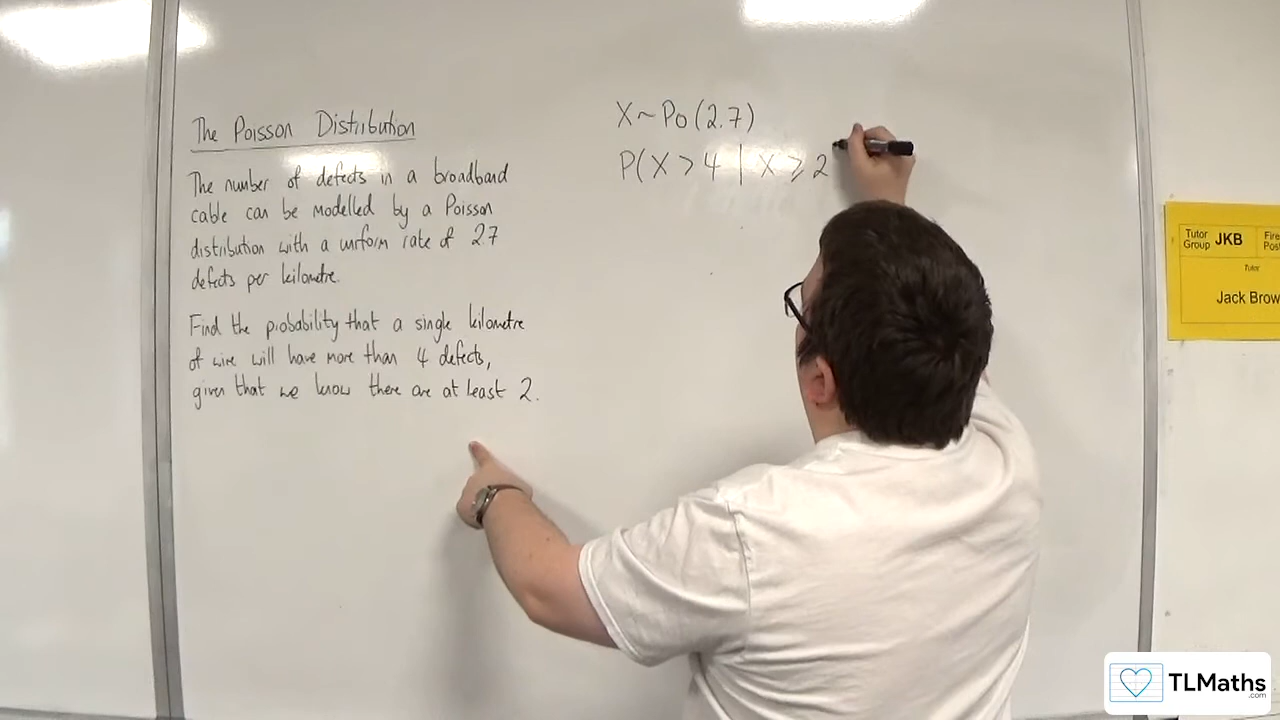 The Poisson Distribution
The number of defects in a broadband
cable can be modelled by a Poisson
distribution with a uniform rate of 2.7
defects per kilometre.
Find the probability that a single kilometre
of wire will have more than 4 defects,
given that we know there are at least 2.
X ~ Po(2.7)
P(X > 4 | X ⩾ 2
Tutor Group JKB Fire
Tutor
Jack Brow
TLMaths
.com